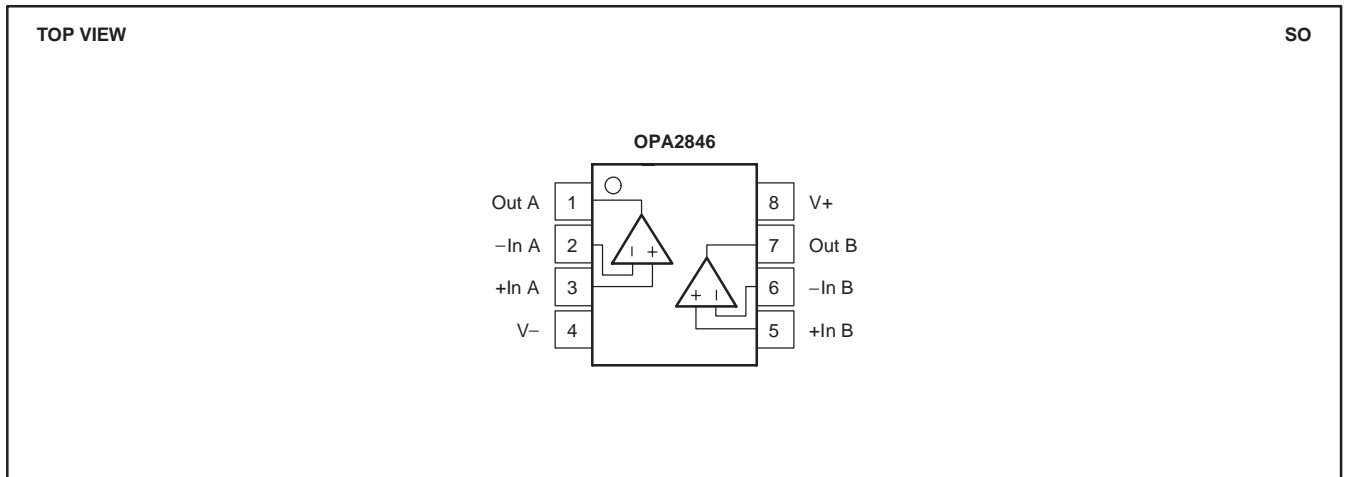 TOP VIEW SO
OPA2846
Out A 1 8 V+
−In A 2 7 Out B
+In A 3 6 −In B
V− 4 5 +In B
− +
+ −